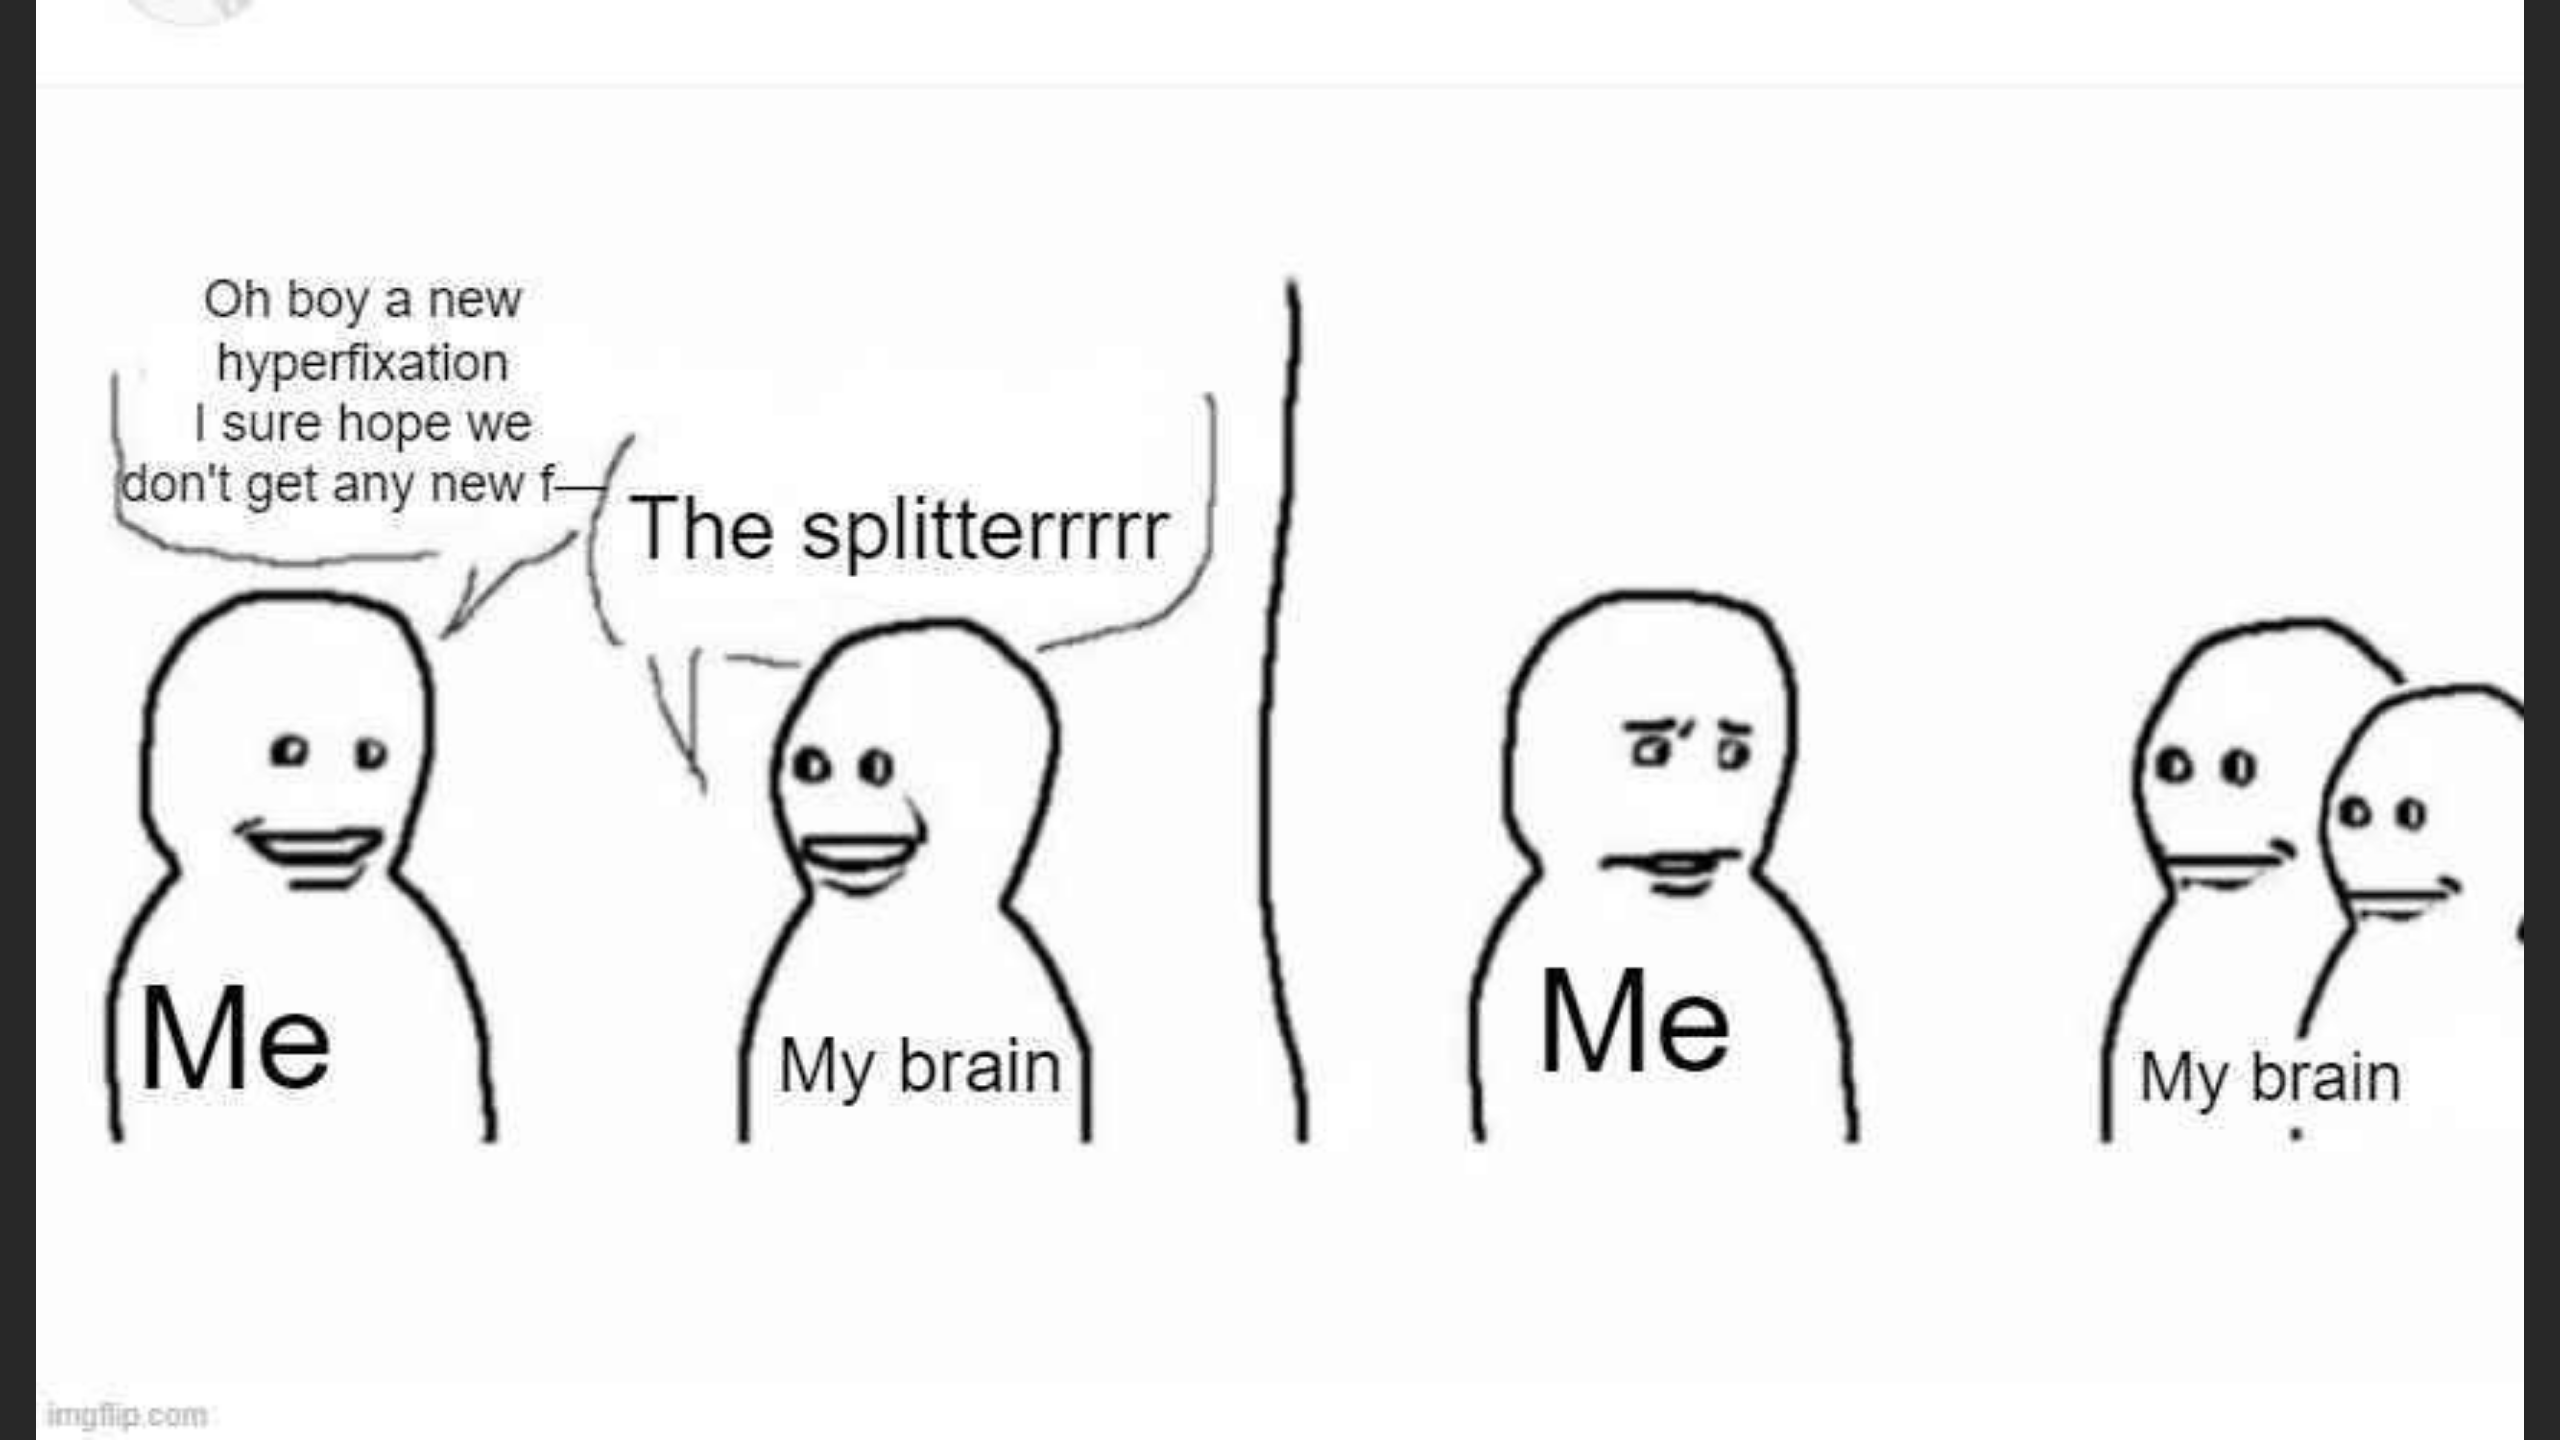 Oh boy a new
hyperfixation
I sure hope we
don't get any new f—
The splitterrrrr
Me
My brain
Me
My brain
imgflip.com